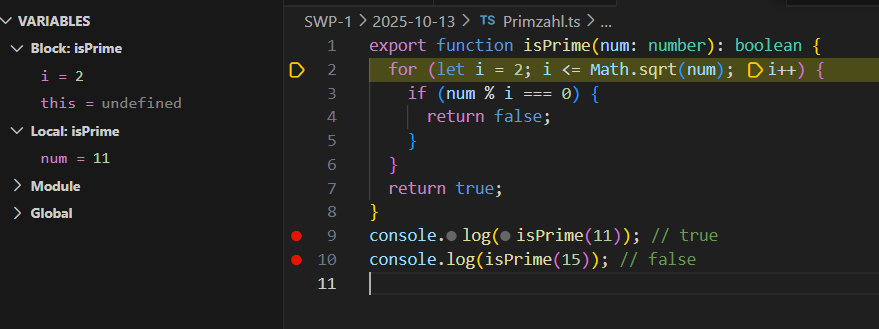 VARIABLES
Block: isPrime
i = 2
this = undefined
Local: isPrime
num = 11
Module
Global
SWP-1 > 2025-10-13 > TS Primzahl.ts > ...
1 export function isPrime(num: number): boolean {
2 for (let i = 2; i <= Math.sqrt(num); i++) {
3 if (num % i === 0) {
4 return false;
5 }
6 }
7 return true;
8 }
9 console.log(isPrime(11)); // true
10 console.log(isPrime(15)); // false
11